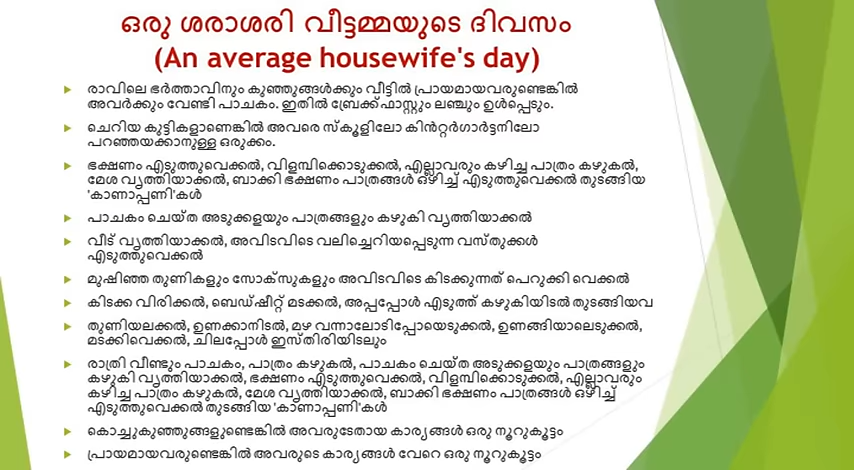 ഒരു ശരാശരി വീട്ടമ്മയുടെ ദിവസം
(An average housewife's day)
രാവിലെ ഭർത്താവിനും കുഞ്ഞുങ്ങൾക്കും വീട്ടിൽ പ്രായമായവരുണ്ടെങ്കിൽ
അവർക്കും വേണ്ടി പാചകം. ഇതിൽ ബ്രേക്ക്ഫാസ്റ്റും ലഞ്ചും ഉൾപ്പെടും.
ചെറിയ കുട്ടികളാണെങ്കിൽ അവരെ സ്കൂളിലോ കിൻറ്റർഗാർട്ടനിലോ
പറഞ്ഞയക്കാനുള്ള ഒരുക്കം.
ഭക്ഷണം എടുത്തുവെക്കൽ, വിളമ്പിക്കൊടുക്കൽ, എല്ലാവരും കഴിച്ച പാത്രം കഴുകൽ,
മേശ വൃത്തിയാക്കൽ, ബാക്കി ഭക്ഷണം പാത്രങ്ങൾ ഒഴിച്ച് എടുത്തുവെക്കൽ തുടങ്ങിയ
'കാണാപ്പണി'കൾ
പാചകം ചെയ്ത അടുക്കളയും പാത്രങ്ങളും കഴുകി വൃത്തിയാക്കൽ
വീട് വൃത്തിയാക്കൽ, അവിടവിടെ വലിച്ചെറിയപ്പെടുന്ന വസ്തുക്കൾ
എടുത്തുവെക്കൽ
മുഷിഞ്ഞ തുണികളും സോക്സുകളും അവിടവിടെ കിടക്കുന്നത് പെറുക്കി വെക്കൽ
കിടക്ക വിരിക്കൽ, ബെഡ്ഷീറ്റ് മടക്കൽ, അപ്പപ്പോൾ എടുത്ത് കഴുകിയിടൽ തുടങ്ങിയവ
തുണിയലക്കൽ, ഉണക്കാനിടൽ, മഴ വന്നാലോടിപ്പോയെടുക്കൽ, ഉണങ്ങിയാലെടുക്കൽ,
മടക്കിവെക്കൽ, ചിലപ്പോൾ ഇസ്തിരിയിടലും
രാത്രി വീണ്ടും പാചകം, പാത്രം കഴുകൽ, പാചകം ചെയ്ത അടുക്കളയും പാത്രങ്ങളും
കഴുകി വൃത്തിയാക്കൽ, ഭക്ഷണം എടുത്തുവെക്കൽ, വിളമ്പിക്കൊടുക്കൽ, എല്ലാവരും
കഴിച്ച പാത്രം കഴുകൽ, മേശ വൃത്തിയാക്കൽ, ബാക്കി ഭക്ഷണം പാത്രങ്ങൾ ഒഴിച്ച്
എടുത്തുവെക്കൽ തുടങ്ങിയ 'കാണാപ്പണി'കൾ
കൊച്ചുകുഞ്ഞുങ്ങളുണ്ടെങ്കിൽ അവരുടേതായ കാര്യങ്ങൾ ഒരു നൂറുകൂട്ടം
പ്രായമായവരുണ്ടെങ്കിൽ അവരുടെ കാര്യങ്ങൾ വേറെ ഒരു നൂറുകൂട്ടം